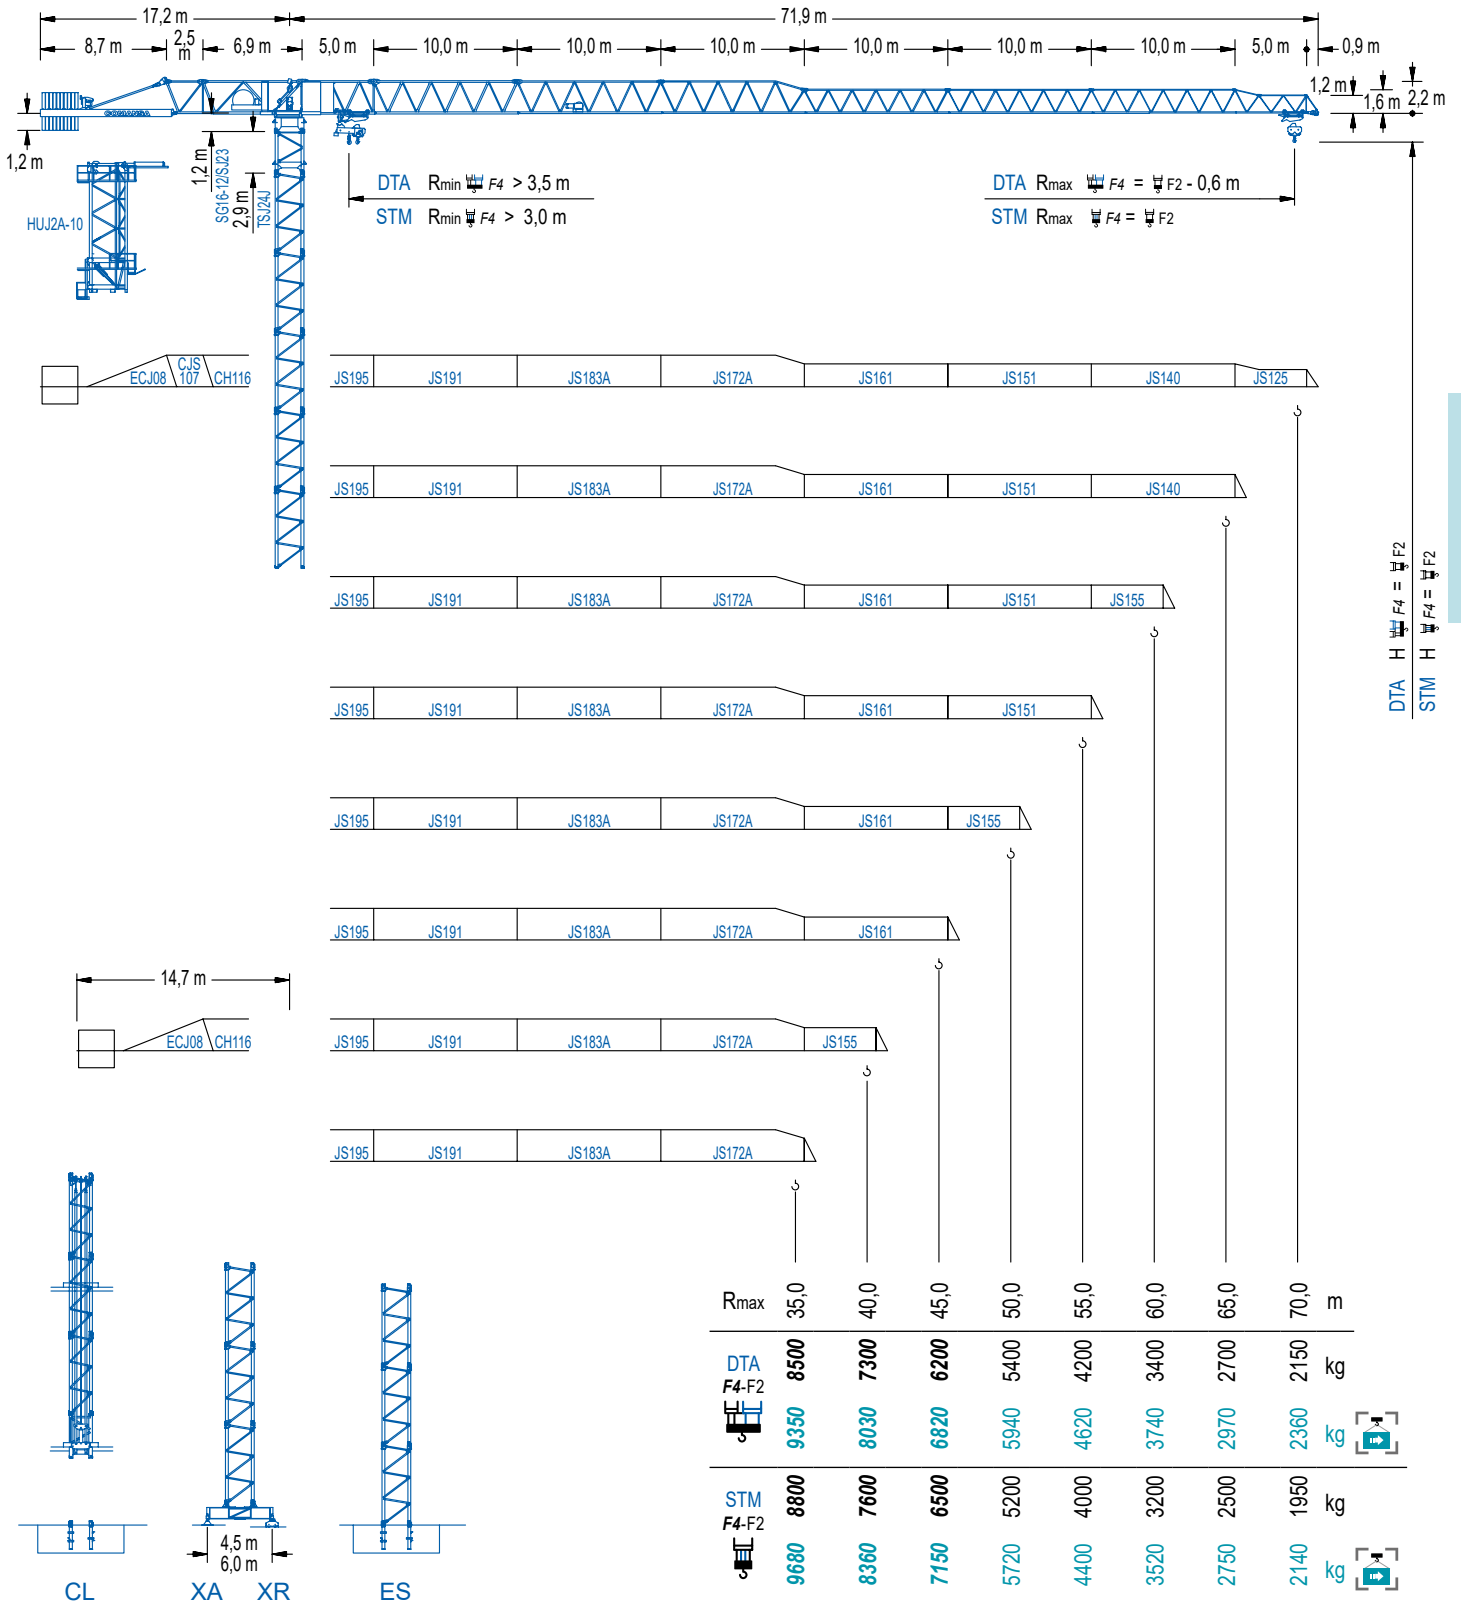 17,2 m
71,9 m
8,7 m
2,5 m
6,9 m
5,0 m
10,0 m
10,0 m
10,0 m
10,0 m
10,0 m
10,0 m
5,0 m
0,9 m
COMANSA
1,2 m
1,6 m
2,2 m
1,2 m
1,2 m
SG16-12/SJ23
2,9 m
TSJ24J
HUJ2A-10
DTA Rmin F4 > 3,5 m
STM Rmin F4 > 3,0 m
DTA Rmax F4 = F2 - 0,6 m
STM Rmax F4 = F2
ECJ08 CJS 107 CH116
JS195 JS191 JS183A JS172A JS161 JS151 JS140 JS125
JS195 JS191 JS183A JS172A JS161 JS151 JS140
JS195 JS191 JS183A JS172A JS161 JS151 JS155
DTA H F4 = F2
STM H F4 = F2
JS195 JS191 JS183A JS172A JS161 JS151
JS195 JS191 JS183A JS172A JS161 JS155
JS195 JS191 JS183A JS172A JS161
14,7 m
ECJ08 CH116
JS195 JS191 JS183A JS172A JS155
JS195 JS191 JS183A JS172A
Rmax 35,0 40,0 45,0 50,0 55,0 60,0 65,0 70,0 m
DTA F4-F2 8500 7300 6200 5400 4200 3400 2700 2150 kg
9350 8030 6820 5940 4620 3740 2970 2360 kg
STM F4-F2 8800 7600 6500 5200 4000 3200 2500 1950 kg
9680 8360 7150 5720 4400 3520 2750 2140 kg
4,5 m
6,0 m
CL XA XR ES